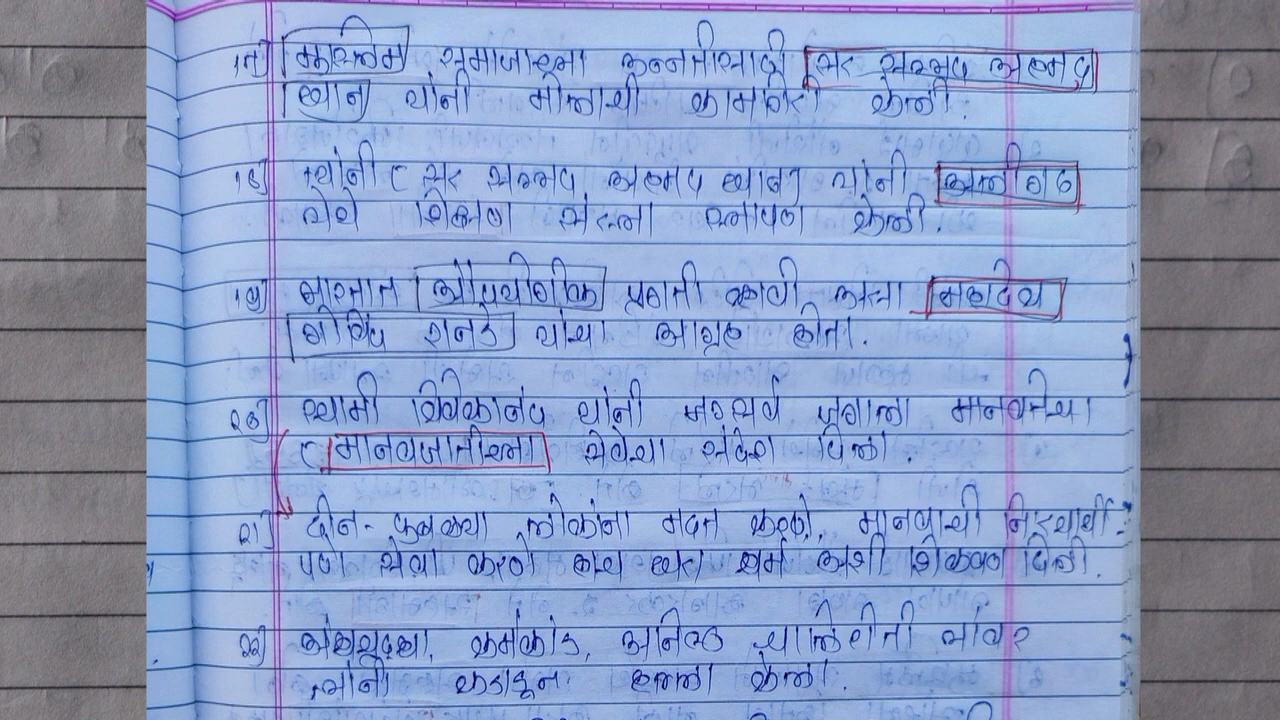 १७) मुस्लिम समाजाच्या उन्नतीसाठी सर सय्यद अहमद
खान यांनी मोलाची कामगिरी केली.
१८) त्यांनी ( सर सय्यद अहमद खान ) यांनी अलीगढ
येथे शिक्षण संस्था स्थापन केली.
१९) भारतात औद्योगिक प्रगती व्हावी असा महादेव
गोविंद रानडे यांचा आग्रह होता.
२०) स्वामी विवेकानंद यांनी सर्व जगाला मानवतेचा
( मानवजातीच्या सेवेचा संदेश दिला.
२१) दीन-दुबळ्या लोकांना मदत करणे, मानवाची निस्वार्थी-
पणे सेवा करणे हाच खरा धर्म अशी शिकवण दिली.
२२) अंधश्रद्धा, कर्मकांड, अनिष्ठ चालीरीती यांवर
त्यांनी कडाडून हल्ला केला.